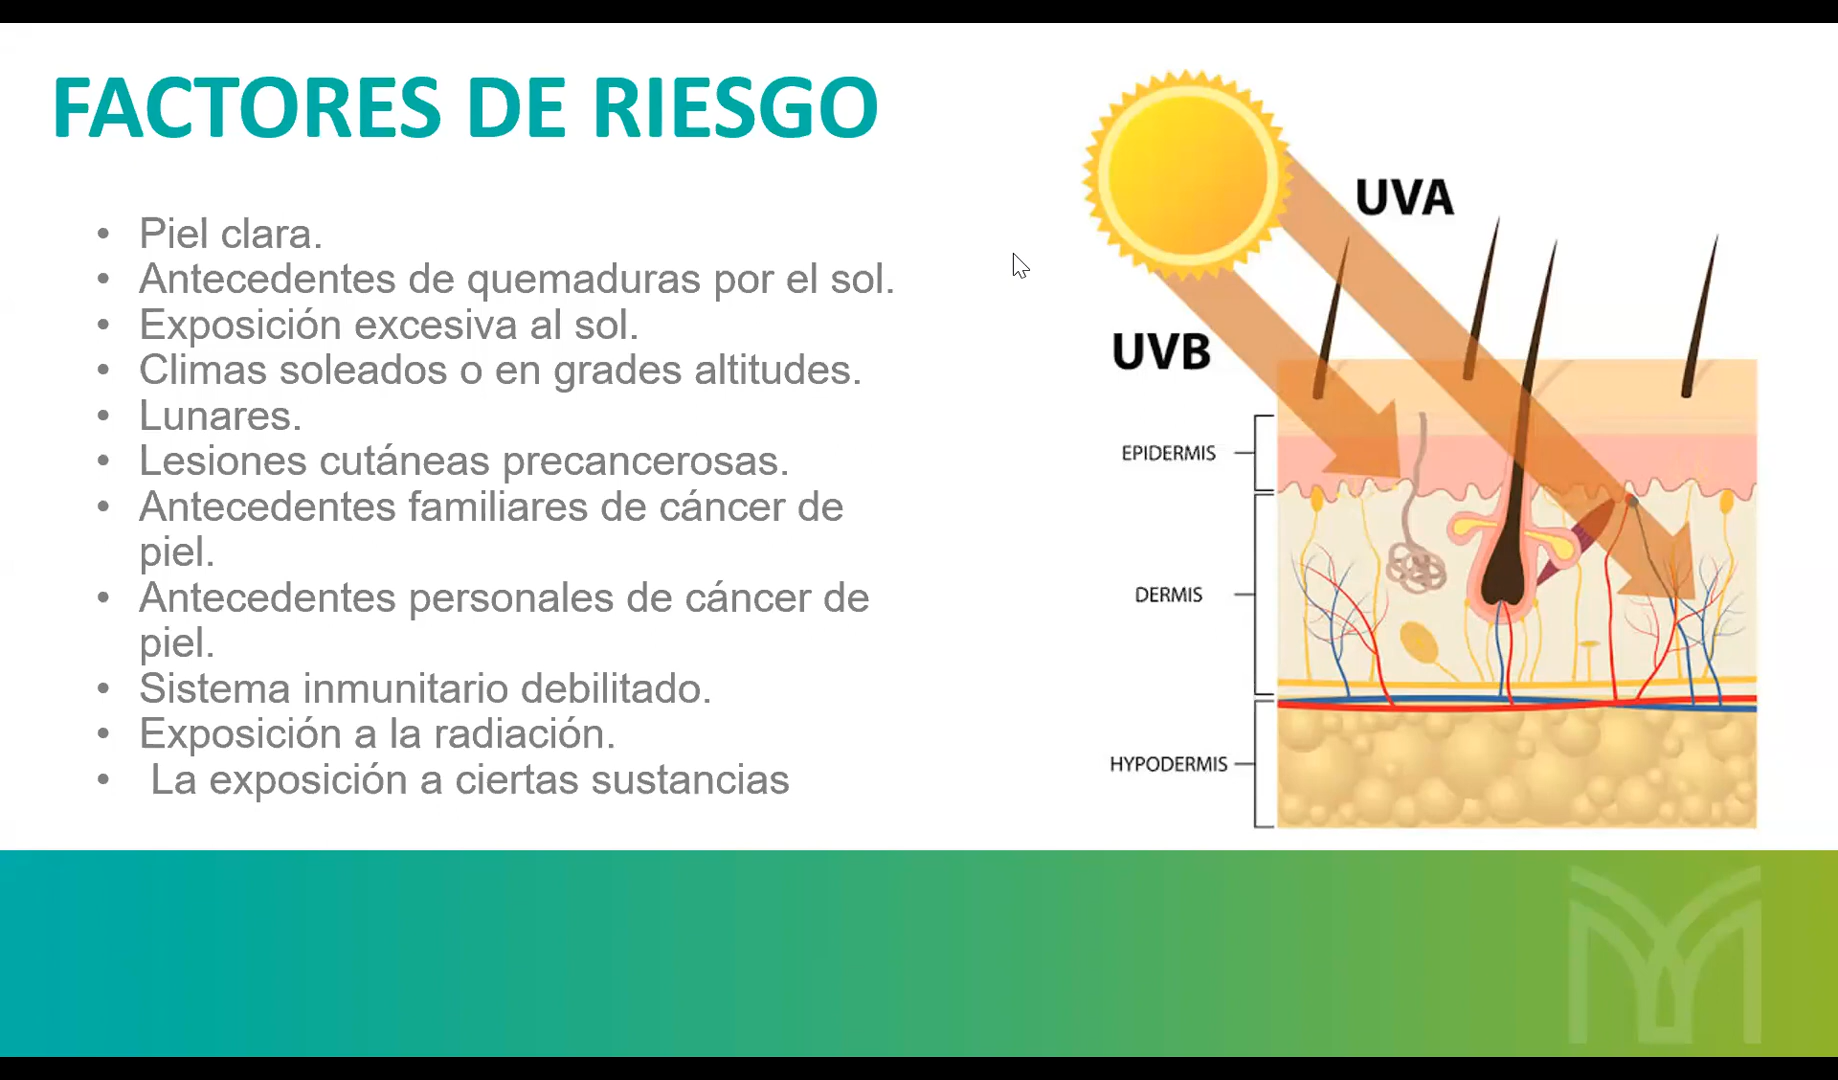 FACTORES DE RIESGO
• Piel clara.
• Antecedentes de quemaduras por el sol.
• Exposición excesiva al sol.
• Climas soleados o en grades altitudes.
• Lunares.
• Lesiones cutáneas precancerosas.
• Antecedentes familiares de cáncer de
piel.
• Antecedentes personales de cáncer de
piel.
• Sistema inmunitario debilitado.
• Exposición a la radiación.
• La exposición a ciertas sustancias
UVA
UVB
EPIDERMIS
DERMIS
HYPODERMIS